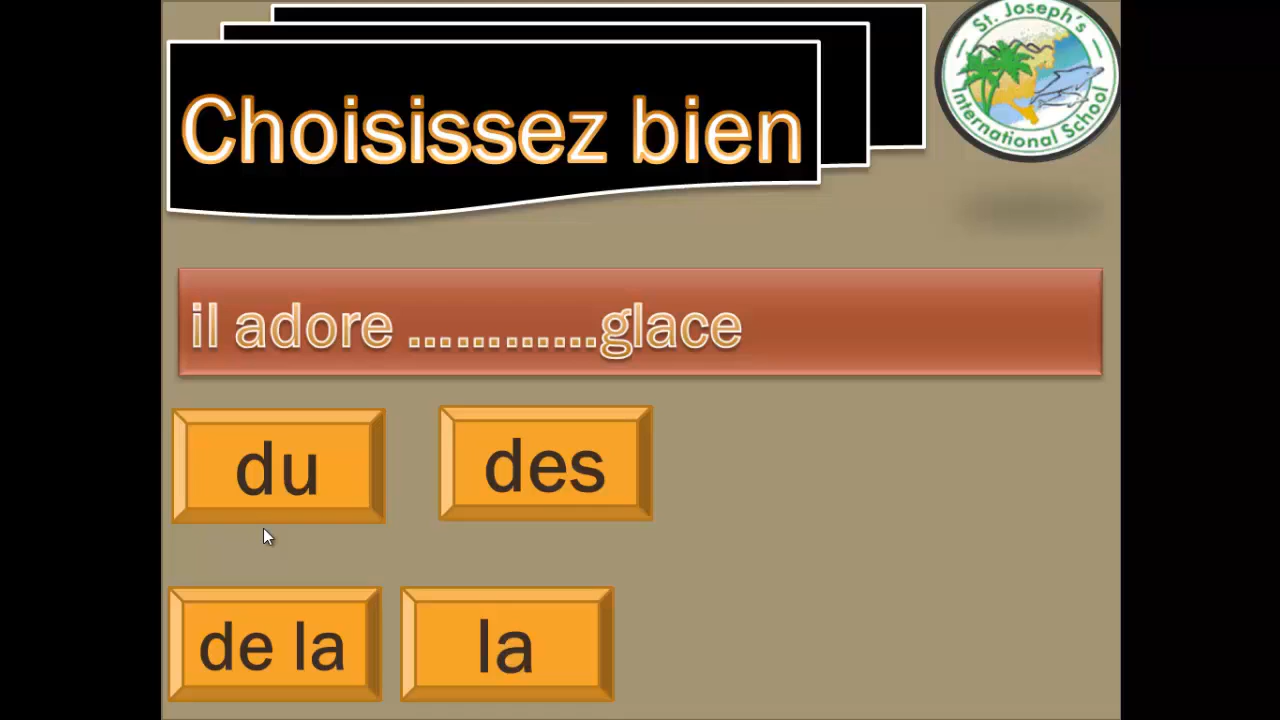 St. Joseph's
International School
Choisissez bien
il adore ............glace
du
des
de la
la